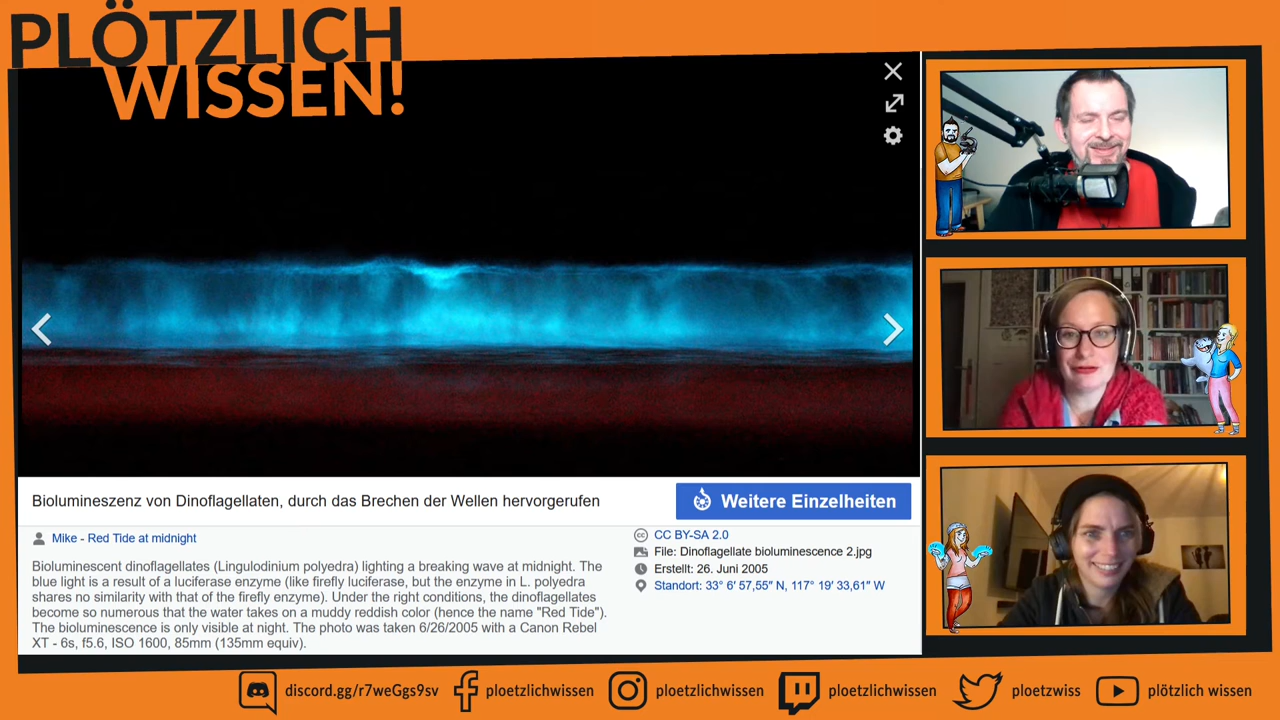 PLÖTZLICH
WISSEN!
Biolumineszenz von Dinoflagellaten, durch das Brechen der Wellen hervorgerufen
Weitere Einzelheiten
Mike - Red Tide at midnight
Bioluminescent dinoflagellates (Lingulodinium polyedra) lighting a breaking wave at midnight. The
blue light is a result of a luciferase enzyme (like firefly luciferase, but the enzyme in L. polyedra
shares no similarity with that of the firefly enzyme). Under the right conditions, the dinoflagellates
become so numerous that the water takes on a muddy reddish color (hence the name "Red Tide").
The bioluminescence is only visible at night. The photo was taken 6/26/2005 with a Canon Rebel
XT - 6s, f5.6, ISO 1600, 85mm (135mm equiv).
cc CC BY-SA 2.0
File: Dinoflagellate bioluminescence 2.jpg
Erstellt: 26. Juni 2005
Standort: 33° 6′ 57,55″ N, 117° 19′ 33,61″ W
discord.gg/r7weGgs9sv
ploetzlichwissen
ploetzlichwissen
ploetzlichwissen
ploetzwiss
plötzlich wissen